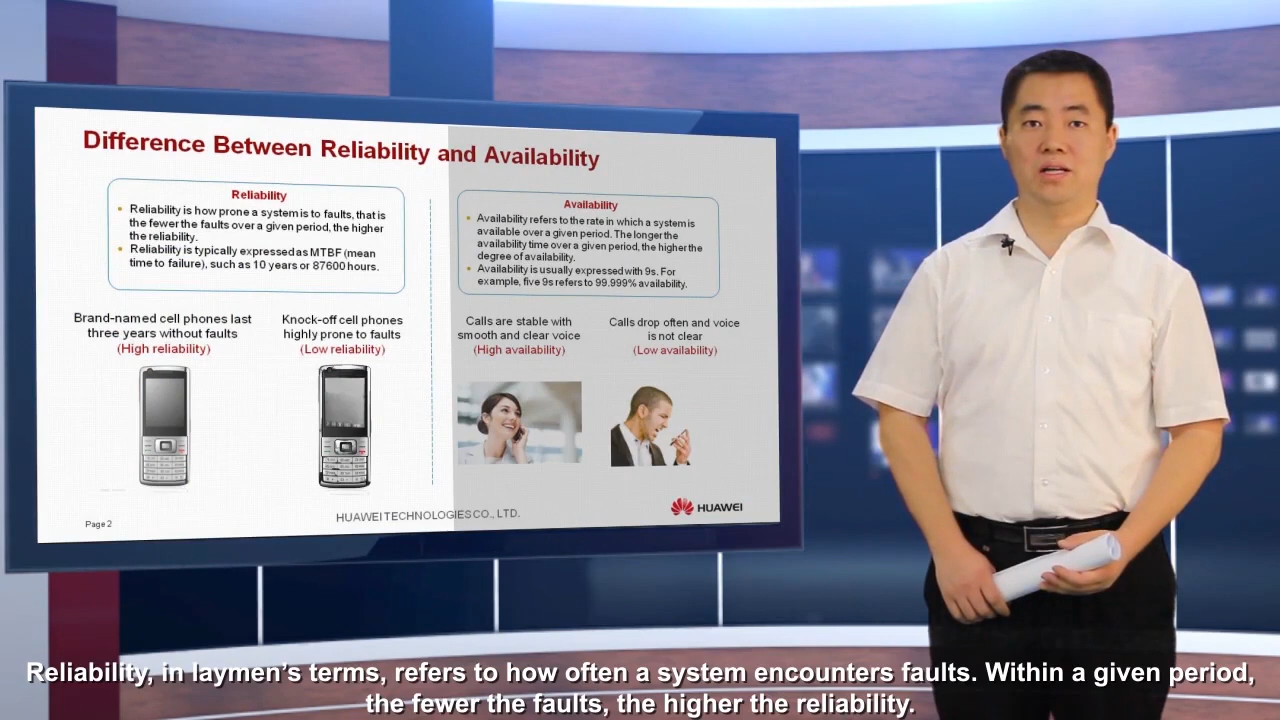 Difference Between Reliability and Availability
Reliability
Reliability is how prone a system is to faults, that is
the fewer the faults over a given period, the higher
the reliability.
Reliability is typically expressed as MTBF (mean
time to failure), such as 10 years or 87600 hours.
Availability
Availability refers to the rate in which a system is
available over a given period. The longer the
availability time over a given period, the higher the
degree of availability.
Availability is usually expressed with 9s. For
example, five 9s refers to 99.999% availability.
Brand-named cell phones last
three years without faults
(High reliability)
Knock-off cell phones
highly prone to faults
(Low reliability)
Calls are stable with
smooth and clear voice
(High availability)
Calls drop often and voice
is not clear
(Low availability)
Page 2
HUAWEI TECHNOLOGIES CO., LTD.
HUAWEI
Reliability, in laymen's terms, refers to how often a system encounters faults. Within a given period,
the fewer the faults, the higher the reliability.